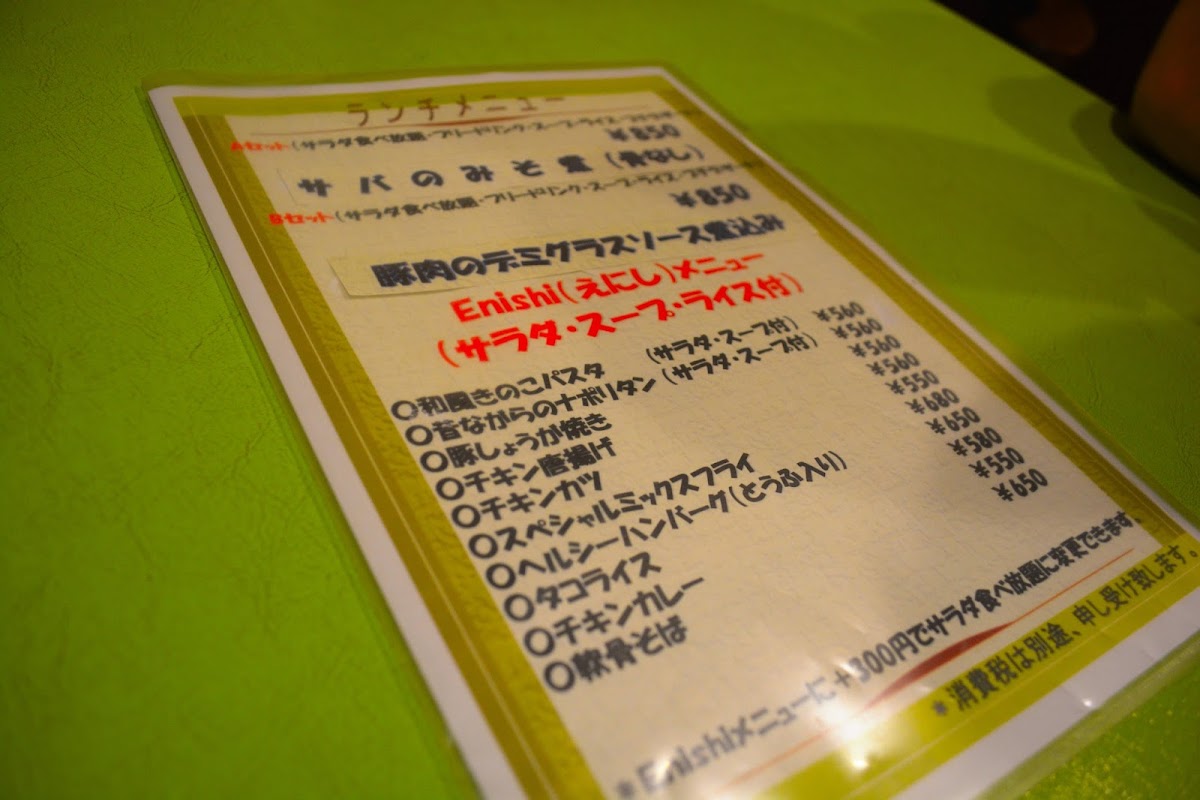 ランチメニュー
Aセット(サラダ食べ放題・フリードリンク・スープ・ライス・プチデザート
¥850
サバのみそ煮(骨なし)
Bセット(サラダ食べ放題・フリードリンク・スープ・ライス・プチデザート
¥850
豚肉のデミグラスソース煮込み
Enishi(えにし)メニュー
(サラダ・スープ・ライス付)
○和風きのこパスタ (サラダ・スープ付) ¥560
○昔ながらのナポリタン (サラダ・スープ付) ¥560
○豚しょうが焼き ¥560
○チキン唐揚げ ¥560
○チキンカツ ¥550
○スペシャルミックスフライ ¥680
○ヘルシーハンバーグ(とうふ入り) ¥650
○タコライス ¥580
○チキンカレー ¥550
○軟骨そば ¥650
*Enishiメニューに+300円でサラダ食べ放題に変更できます。
*消費税は別途、申し受け致します。